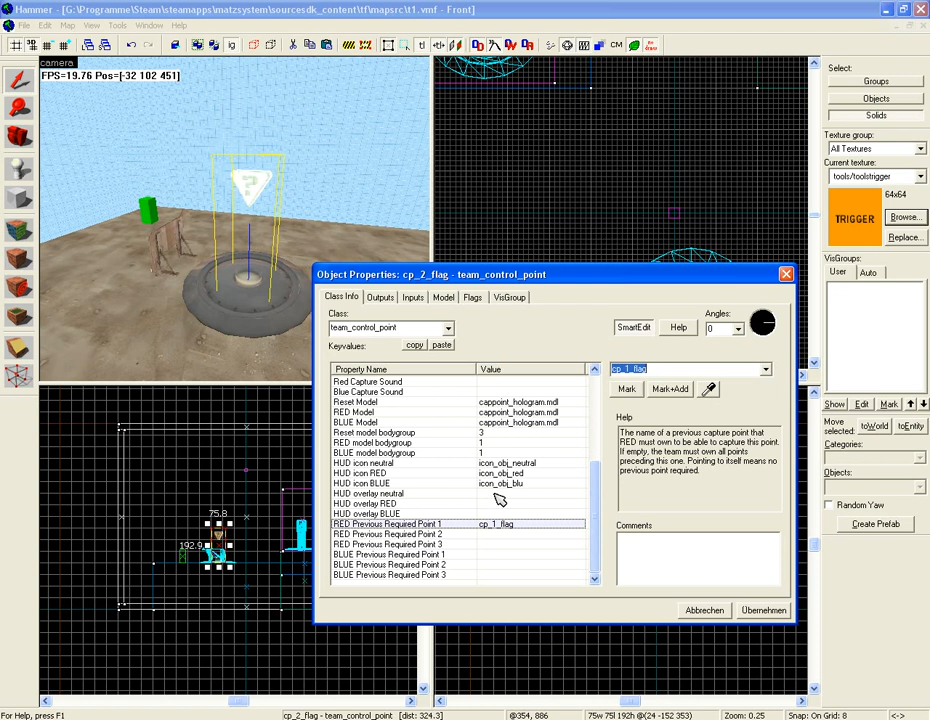 Hammer - [G:\Programme\Steam\steamapps\matzsystem\sourcesdk_content\tf\mapsrc\t1.vmf - Front]
File Edit Map View Tools Window Help
ig
tl
CM
camera
FPS=19.76 Pos=[-32 102 451]
?
75.8
192.9
Select:
Groups
Objects
Solids
Texture group:
All Textures
Current texture:
tools/toolstrigger
64x64
TRIGGER
Browse...
Replace...
VisGroups:
User Auto
Show Edit Mark
Move
selected:
toWorld toEntity
Categories:
Objects:
Random Yaw
Create Prefab
Object Properties: cp_2_flag - team_control_point
Class Info Outputs Inputs Model Flags VisGroup
Class:
team_control_point
SmartEdit Help
Angles:
0
Keyvalues: copy paste
Property Name Value
Red Capture Sound
Blue Capture Sound
Reset Model cappoint_hologram.mdl
RED Model cappoint_hologram.mdl
BLUE Model cappoint_hologram.mdl
Reset model bodygroup 3
RED model bodygroup 1
BLUE model bodygroup 1
HUD icon neutral icon_obj_neutral
HUD icon RED icon_obj_red
HUD icon BLUE icon_obj_blu
HUD overlay neutral
HUD overlay RED
HUD overlay BLUE
RED Previous Required Point 1 cp_1_flag
RED Previous Required Point 2
RED Previous Required Point 3
BLUE Previous Required Point 1
BLUE Previous Required Point 2
BLUE Previous Required Point 3
cp_1_flag
Mark Mark+Add
Help
The name of a previous capture point that
RED must own to be able to capture this point.
If empty, the team must own all points
preceding this one. Pointing to itself means no
previous point required.
Comments
Abbrechen Übernehmen
For Help, press F1
cp_2_flag - team_control_point [dist: 324.3]
@354, 886
75w 75l 192h @(24 -152 353)
Zoom: 0.25
Snap: On Grid: 8
<->